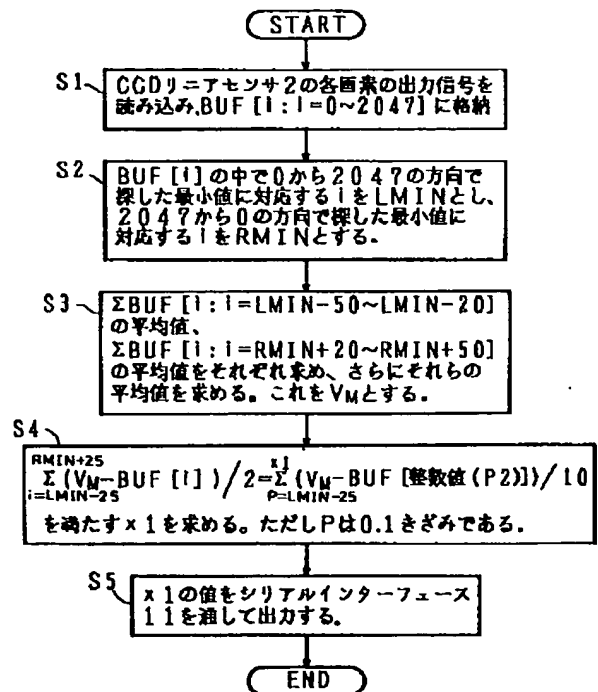 START
S1
CCDリニアセンサ2の各画素の出力信号を
読み込み,BUF[i:i=0~2047]に格納
S2
BUF[i]の中で0から2047の方向で
探した最小値に対応するiをLMINとし、
2047から0の方向で探した最小値に
対応するiをRMINとする.
S3
ΣBUF[i:i=LMIN-50~LMIN-20]
の平均値、
ΣBUF[i:i=RMIN+20~RMIN+50]
の平均値をそれぞれ求め、さらにそれらの
平均値を求める。これをVMとする.
S4
RMIN+25 x1
Σ(VM-BUF[i])/2=Σ(VM-BUF[整数値(P2)])/10
i=LMIN-25 P=LMIN-25
を満たすx1を求める。ただしPは0.1きざみである.
S5
x1の値をシリアルインターフェース
11を通して出力する.
END